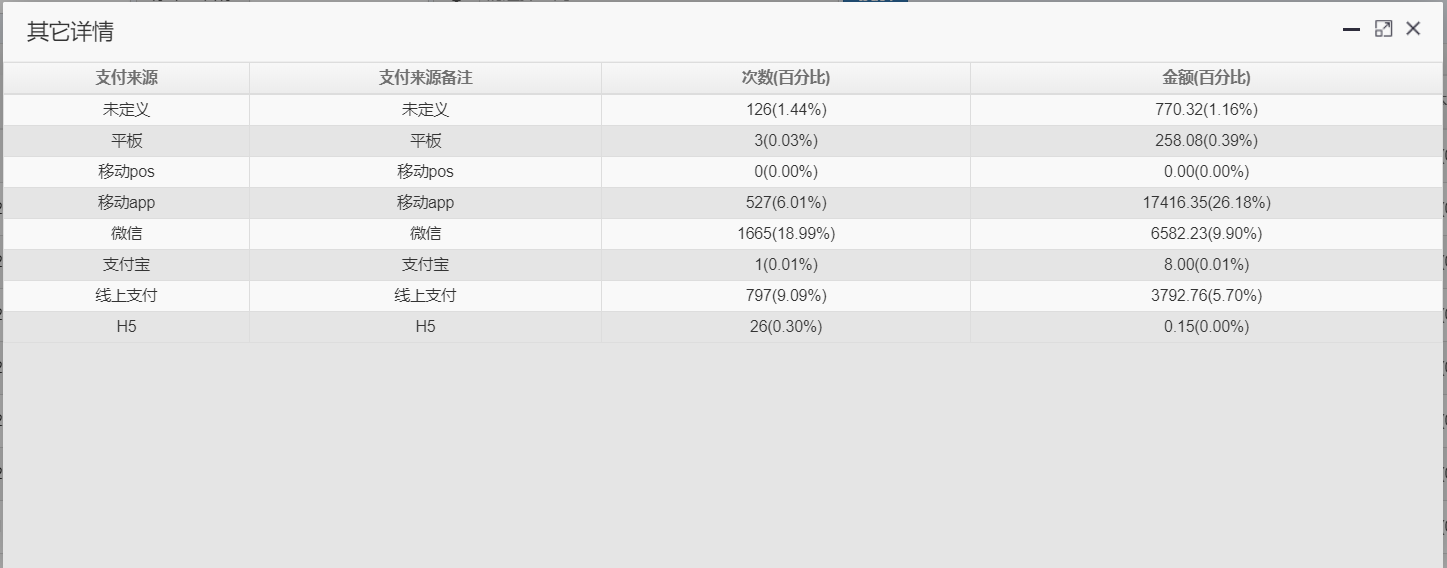 其它详情
支付来源 支付来源备注 次数(百分比) 金额(百分比)
未定义 未定义 126(1.44%) 770.32(1.16%)
平板 平板 3(0.03%) 258.08(0.39%)
移动pos 移动pos 0(0.00%) 0.00(0.00%)
移动app 移动app 527(6.01%) 17416.35(26.18%)
微信 微信 1665(18.99%) 6582.23(9.90%)
支付宝 支付宝 1(0.01%) 8.00(0.01%)
线上支付 线上支付 797(9.09%) 3792.76(5.70%)
H5 H5 26(0.30%) 0.15(0.00%)